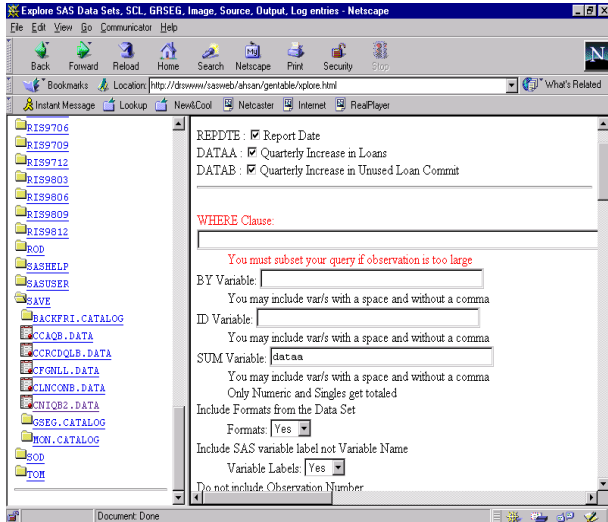 Explore SAS Data Sets, SCL, GRSEG, Image, Source, Output, Log entries - Netscape
File Edit View Go Communicator Help
Back Forward Reload Home Search Netscape Print Security Stop
N
Bookmarks Location: http://drswww/sasweb/ahsan/gentable/xplore.html What's Related
Instant Message Lookup New&Cool Netcaster Internet RealPlayer
RIS9706
RIS9709
RIS9712
RIS9803
RIS9806
RIS9809
RIS9812
ROD
SASHELP
SASUSER
SAVE
BACKFRI.CATALOG
CCAQB.DATA
CCRCDQLB.DATA
CFGNLL.DATA
CLNCONB.DATA
CNIQB2.DATA
GSEG.CATALOG
MON.CATALOG
SOD
TOM
REPDTE : Report Date
DATAA : Quarterly Increase in Loans
DATAB : Quarterly Increase in Unused Loan Commit
WHERE Clause:
You must subset your query if observation is too large
BY Variable:
You may include var/s with a space and without a comma
ID Variable:
You may include var/s with a space and without a comma
SUM Variable: dataa
You may include var/s with a space and without a comma
Only Numeric and Singles get totaled
Include Formats from the Data Set
Formats: Yes
Include SAS variable label not Variable Name
Variable Labels: Yes
Do not include Observation Number
Document: Done